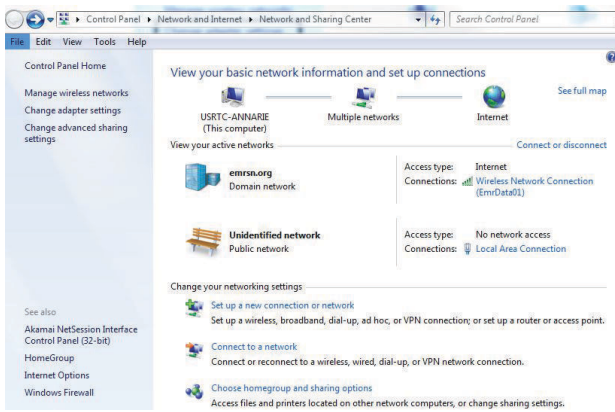 Control Panel ▸ Network and Internet ▸ Network and Sharing Center
Search Control Panel
File Edit View Tools Help
Control Panel Home
Manage wireless networks
Change adapter settings
Change advanced sharing
settings
View your basic network information and set up connections
See full map
USRTC-ANNARIE
(This computer)
Multiple networks
Internet
View your active networks
Connect or disconnect
emrsn.org
Domain network
Access type: Internet
Connections: Wireless Network Connection
(EmrData01)
Unidentified network
Public network
Access type: No network access
Connections: Local Area Connection
Change your networking settings
Set up a new connection or network
Set up a wireless, broadband, dial-up, ad hoc, or VPN connection; or set up a router or access point.
Connect to a network
Connect or reconnect to a wireless, wired, dial-up, or VPN network connection.
Choose homegroup and sharing options
Access files and printers located on other network computers, or change sharing settings.
See also
Akamai NetSession Interface
Control Panel (32-bit)
HomeGroup
Internet Options
Windows Firewall